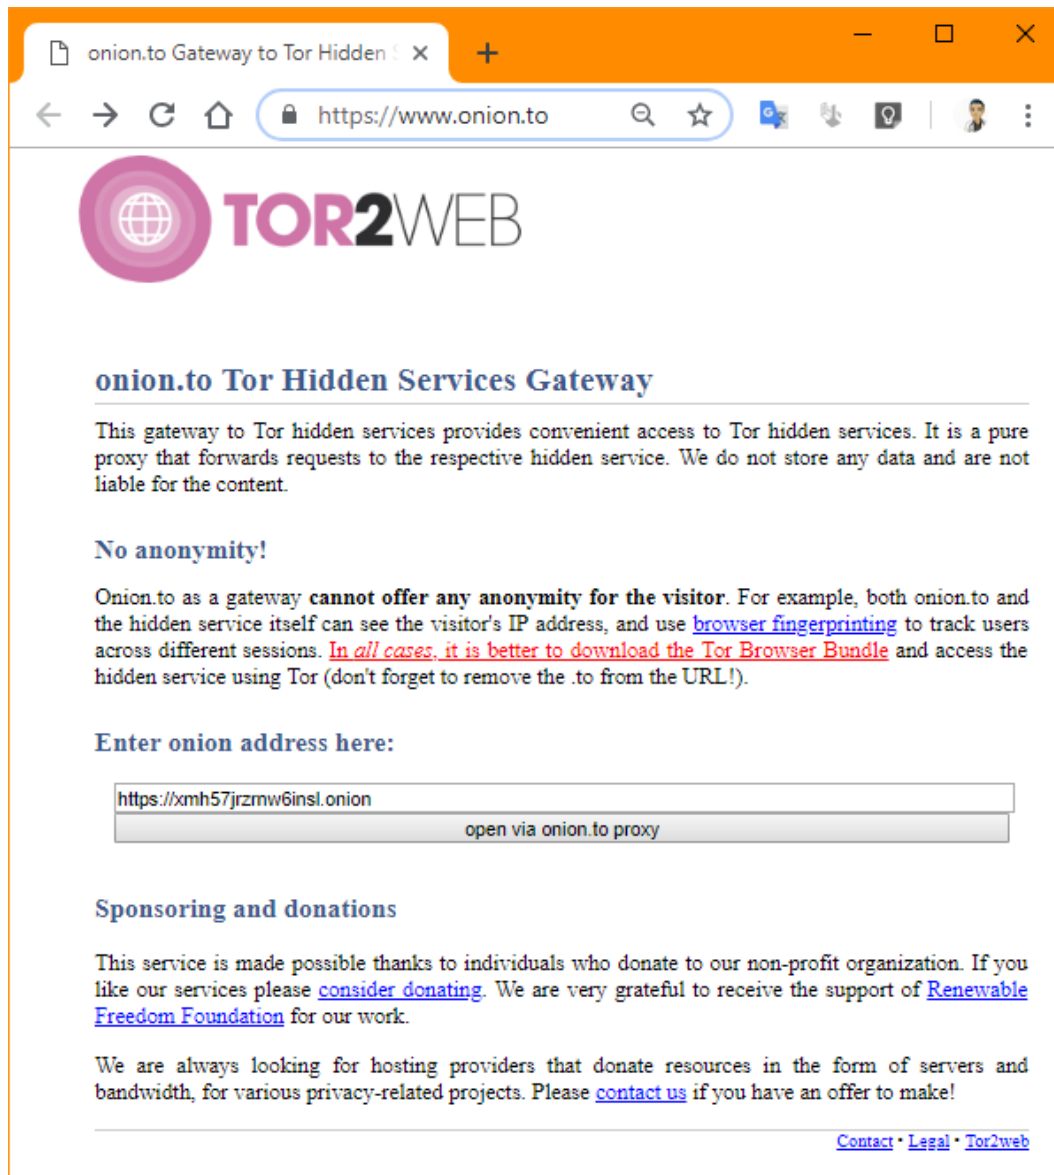 onion.to Gateway to Tor Hidden S
https://www.onion.to
TOR2WEB
onion.to Tor Hidden Services Gateway
This gateway to Tor hidden services provides convenient access to Tor hidden services. It is a pure
proxy that forwards requests to the respective hidden service. We do not store any data and are not
liable for the content.
No anonymity!
Onion.to as a gateway cannot offer any anonymity for the visitor. For example, both onion.to and
the hidden service itself can see the visitor's IP address, and use browser fingerprinting to track users
across different sessions. In all cases, it is better to download the Tor Browser Bundle and access the
hidden service using Tor (don't forget to remove the .to from the URL!).
Enter onion address here:
https://xmh57jrzrnw6insl.onion
open via onion.to proxy
Sponsoring and donations
This service is made possible thanks to individuals who donate to our non-profit organization. If you
like our services please consider donating. We are very grateful to receive the support of Renewable
Freedom Foundation for our work.
We are always looking for hosting providers that donate resources in the form of servers and
bandwidth, for various privacy-related projects. Please contact us if you have an offer to make!
Contact • Legal • Tor2web